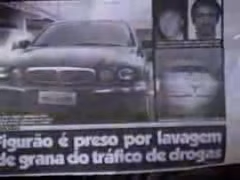 Figurão é preso por lavagem
de grana do tráfico de drogas